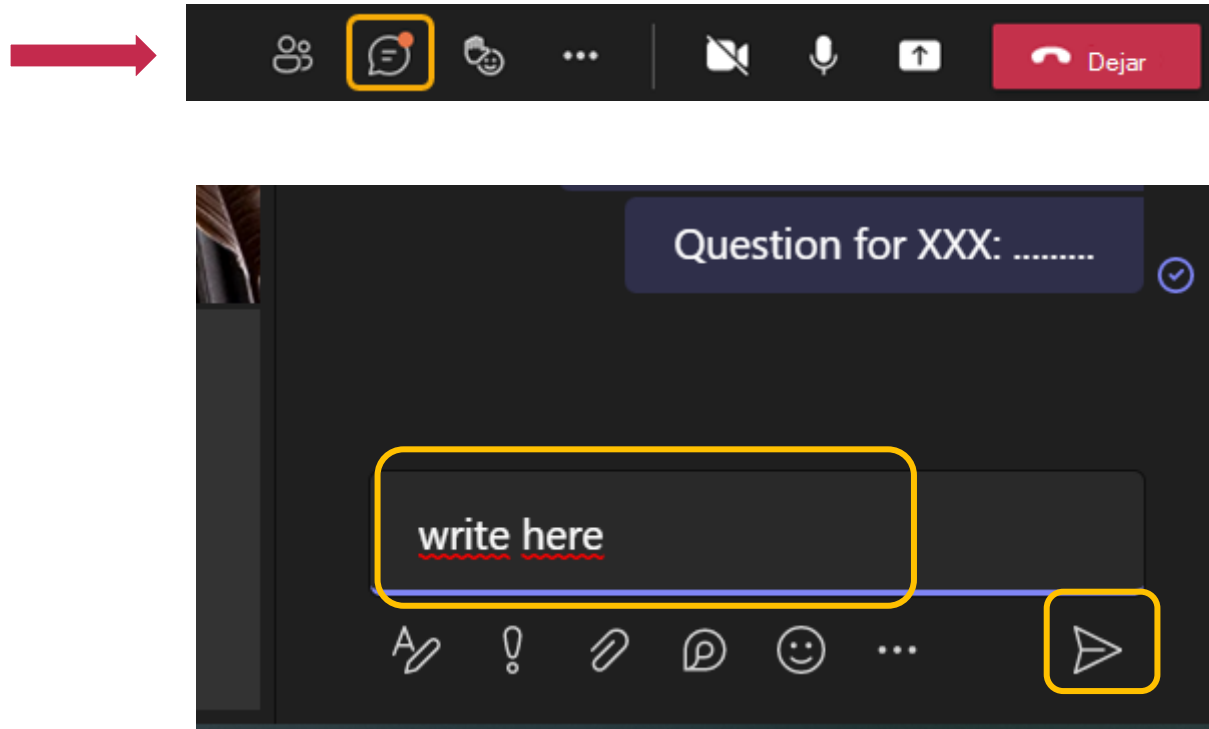 Dejar
Question for XXX: .........
write here